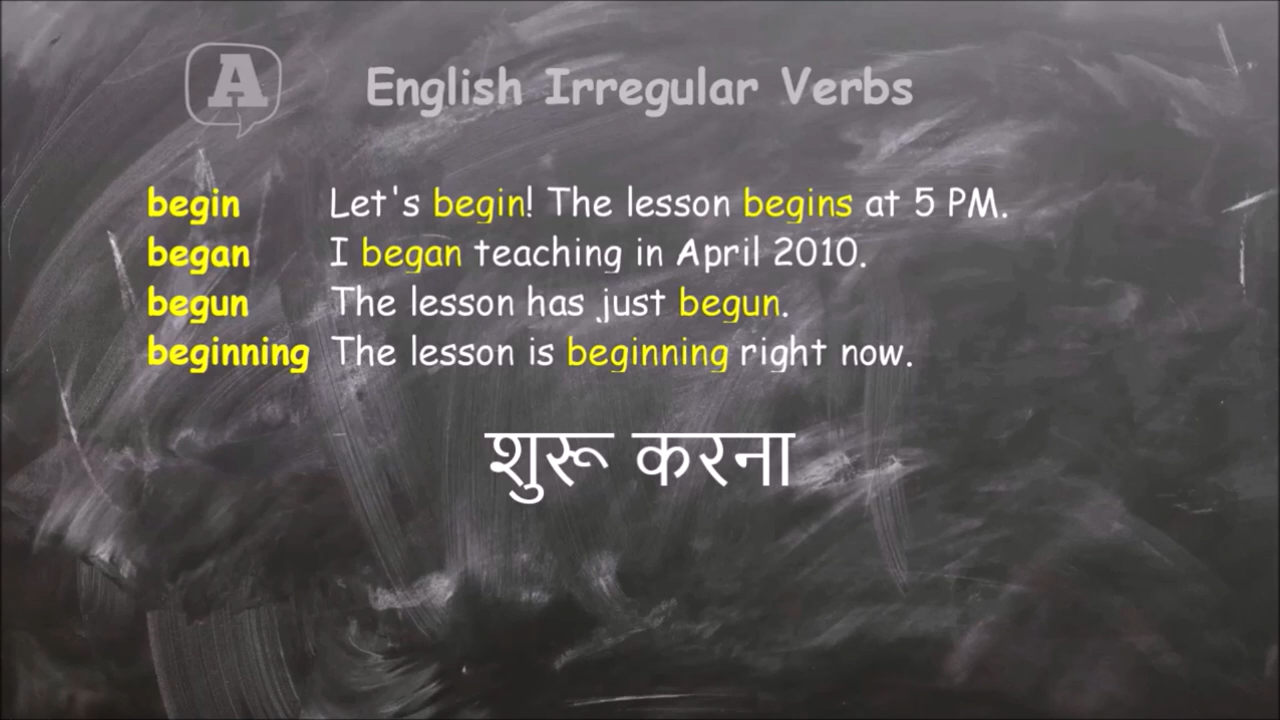 A English Irregular Verbs
begin Let's begin! The lesson begins at 5 PM.
began I began teaching in April 2010.
begun The lesson has just begun.
beginning The lesson is beginning right now.
शुरू करना